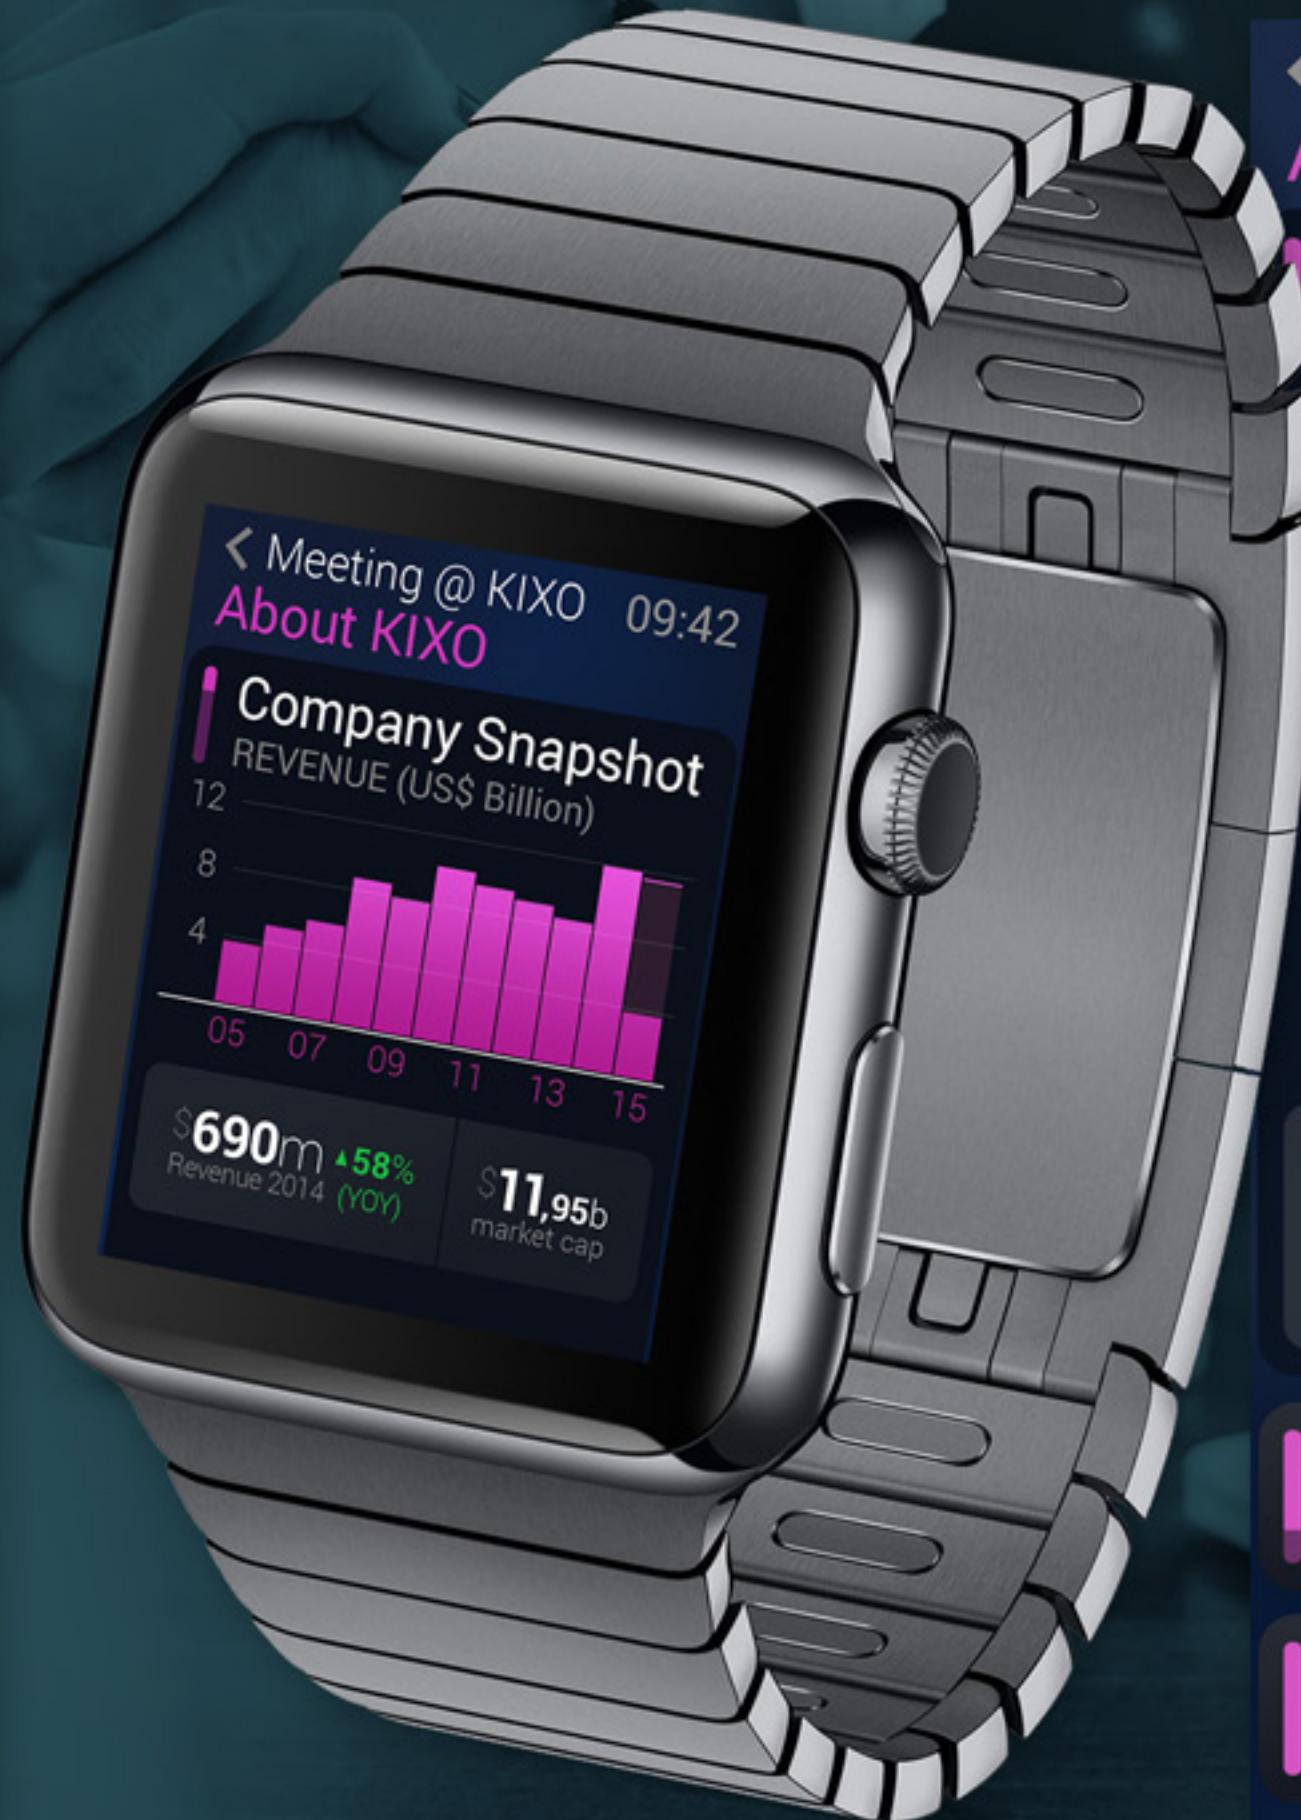 Meeting @ KIXO 09:42
About KIXO
Company Snapshot
REVENUE (US$ Billion)
12
8
4
05 07 09 11 13 15
$690m ▲58% $11,95b
Revenue 2014 (YOY) market cap